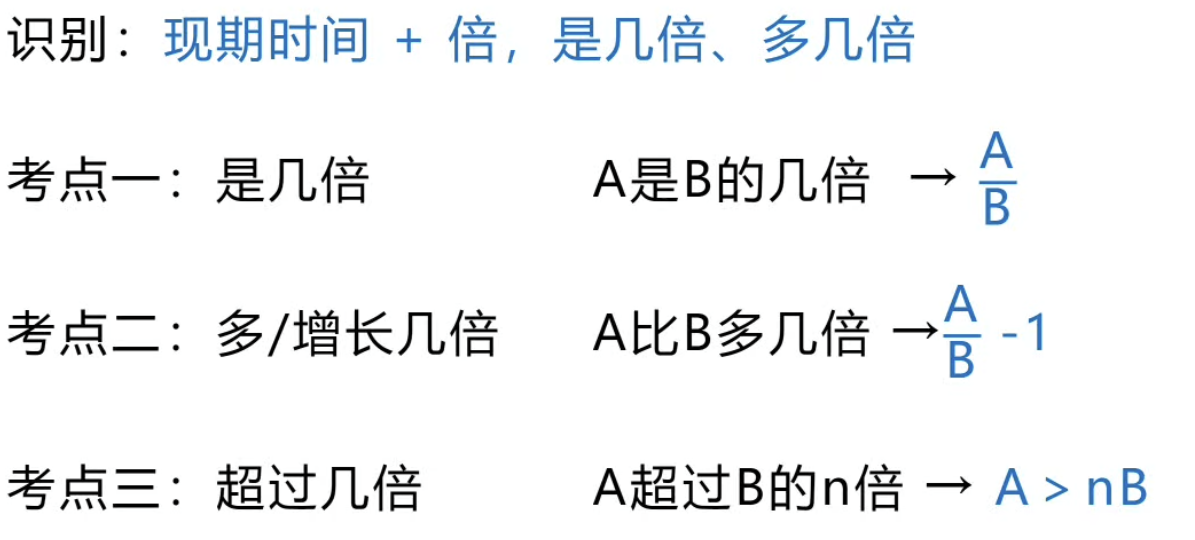 识别：现期时间 + 倍，是几倍、多几倍
考点一：是几倍 A是B的几倍 → A/B
考点二：多/增长几倍 A比B多几倍 → A/B -1
考点三：超过几倍 A超过B的n倍 → A > nB